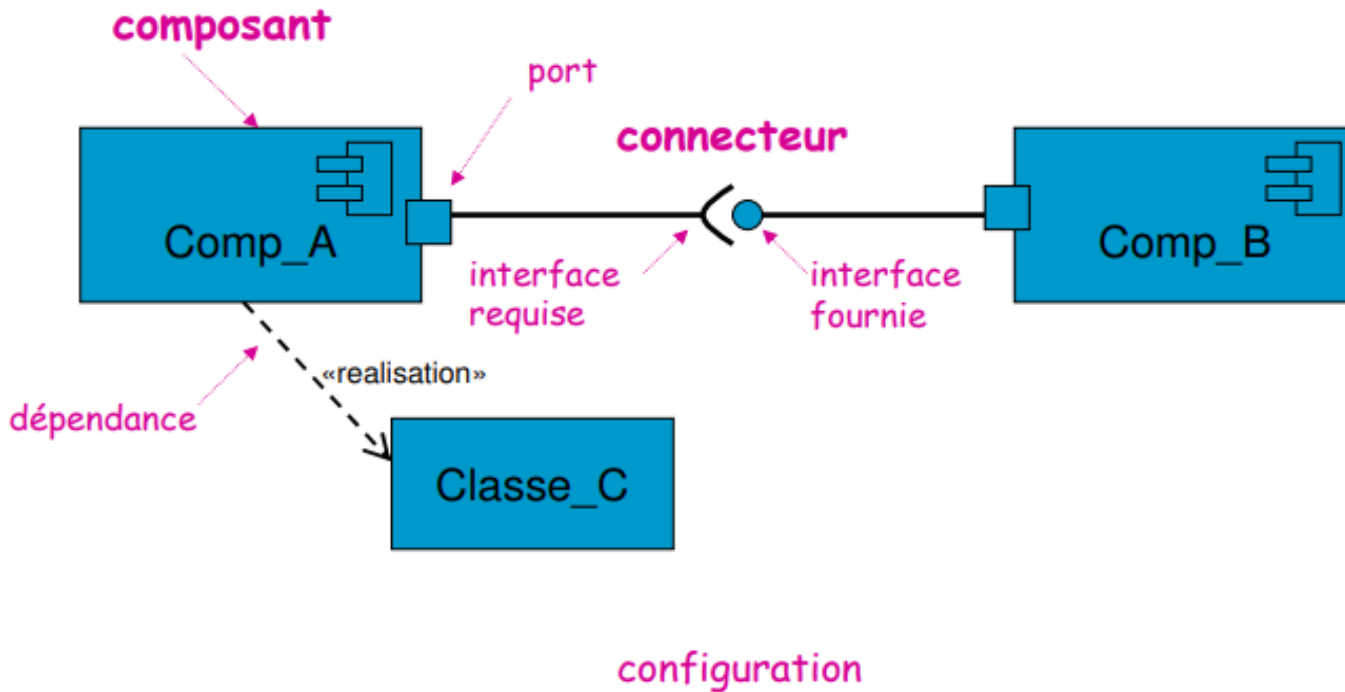 composant
port
connecteur
Comp_A
Comp_B
interface
requise
interface
fournie
«realisation»
dépendance
Classe_C
configuration